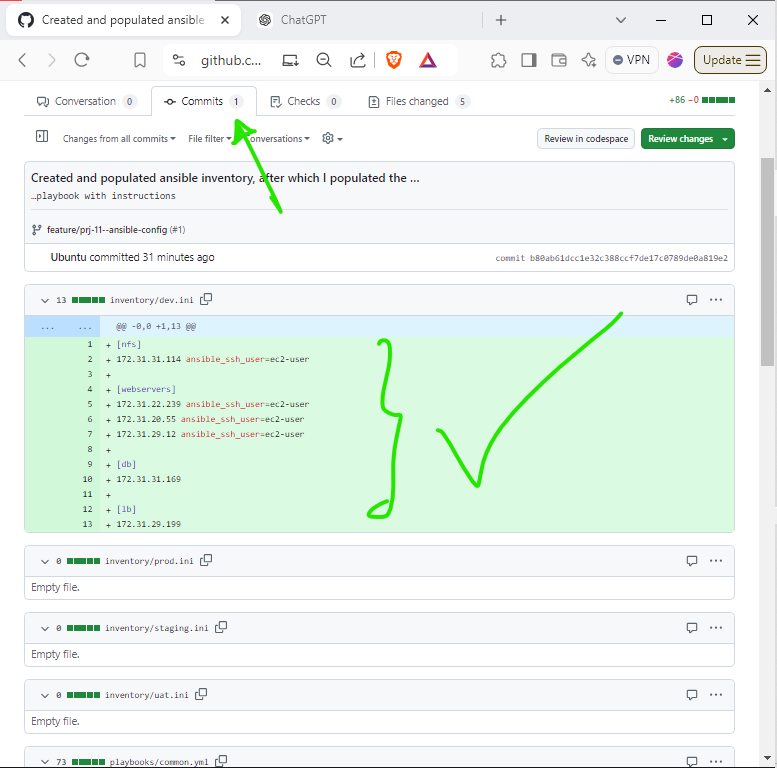 Created and populated ansible
ChatGPT
github.c...
VPN
Update
Conversation 0
Commits 1
Checks 0
Files changed 5
+86 −0
Changes from all commits
File filter
onversations
Review in codespace
Review changes
Created and populated ansible inventory, after which I populated the ...
…playbook with instructions
feature/prj-11--ansible-config (#1)
Ubuntu committed 31 minutes ago
commit b80ab61dcc1e32c388ccf7de17c0789de0a819e2
13 inventory/dev.ini
... ... @@ -0,0 +1,13 @@
1 + [nfs]
2 + 172.31.31.114 ansible_ssh_user=ec2-user
3 +
4 + [webservers]
5 + 172.31.22.239 ansible_ssh_user=ec2-user
6 + 172.31.20.55 ansible_ssh_user=ec2-user
7 + 172.31.29.12 ansible_ssh_user=ec2-user
8 +
9 + [db]
10 + 172.31.31.169
11 +
12 + [lb]
13 + 172.31.29.199
0 inventory/prod.ini
Empty file.
0 inventory/staging.ini
Empty file.
0 inventory/uat.ini
Empty file.
73 playbooks/common.yml